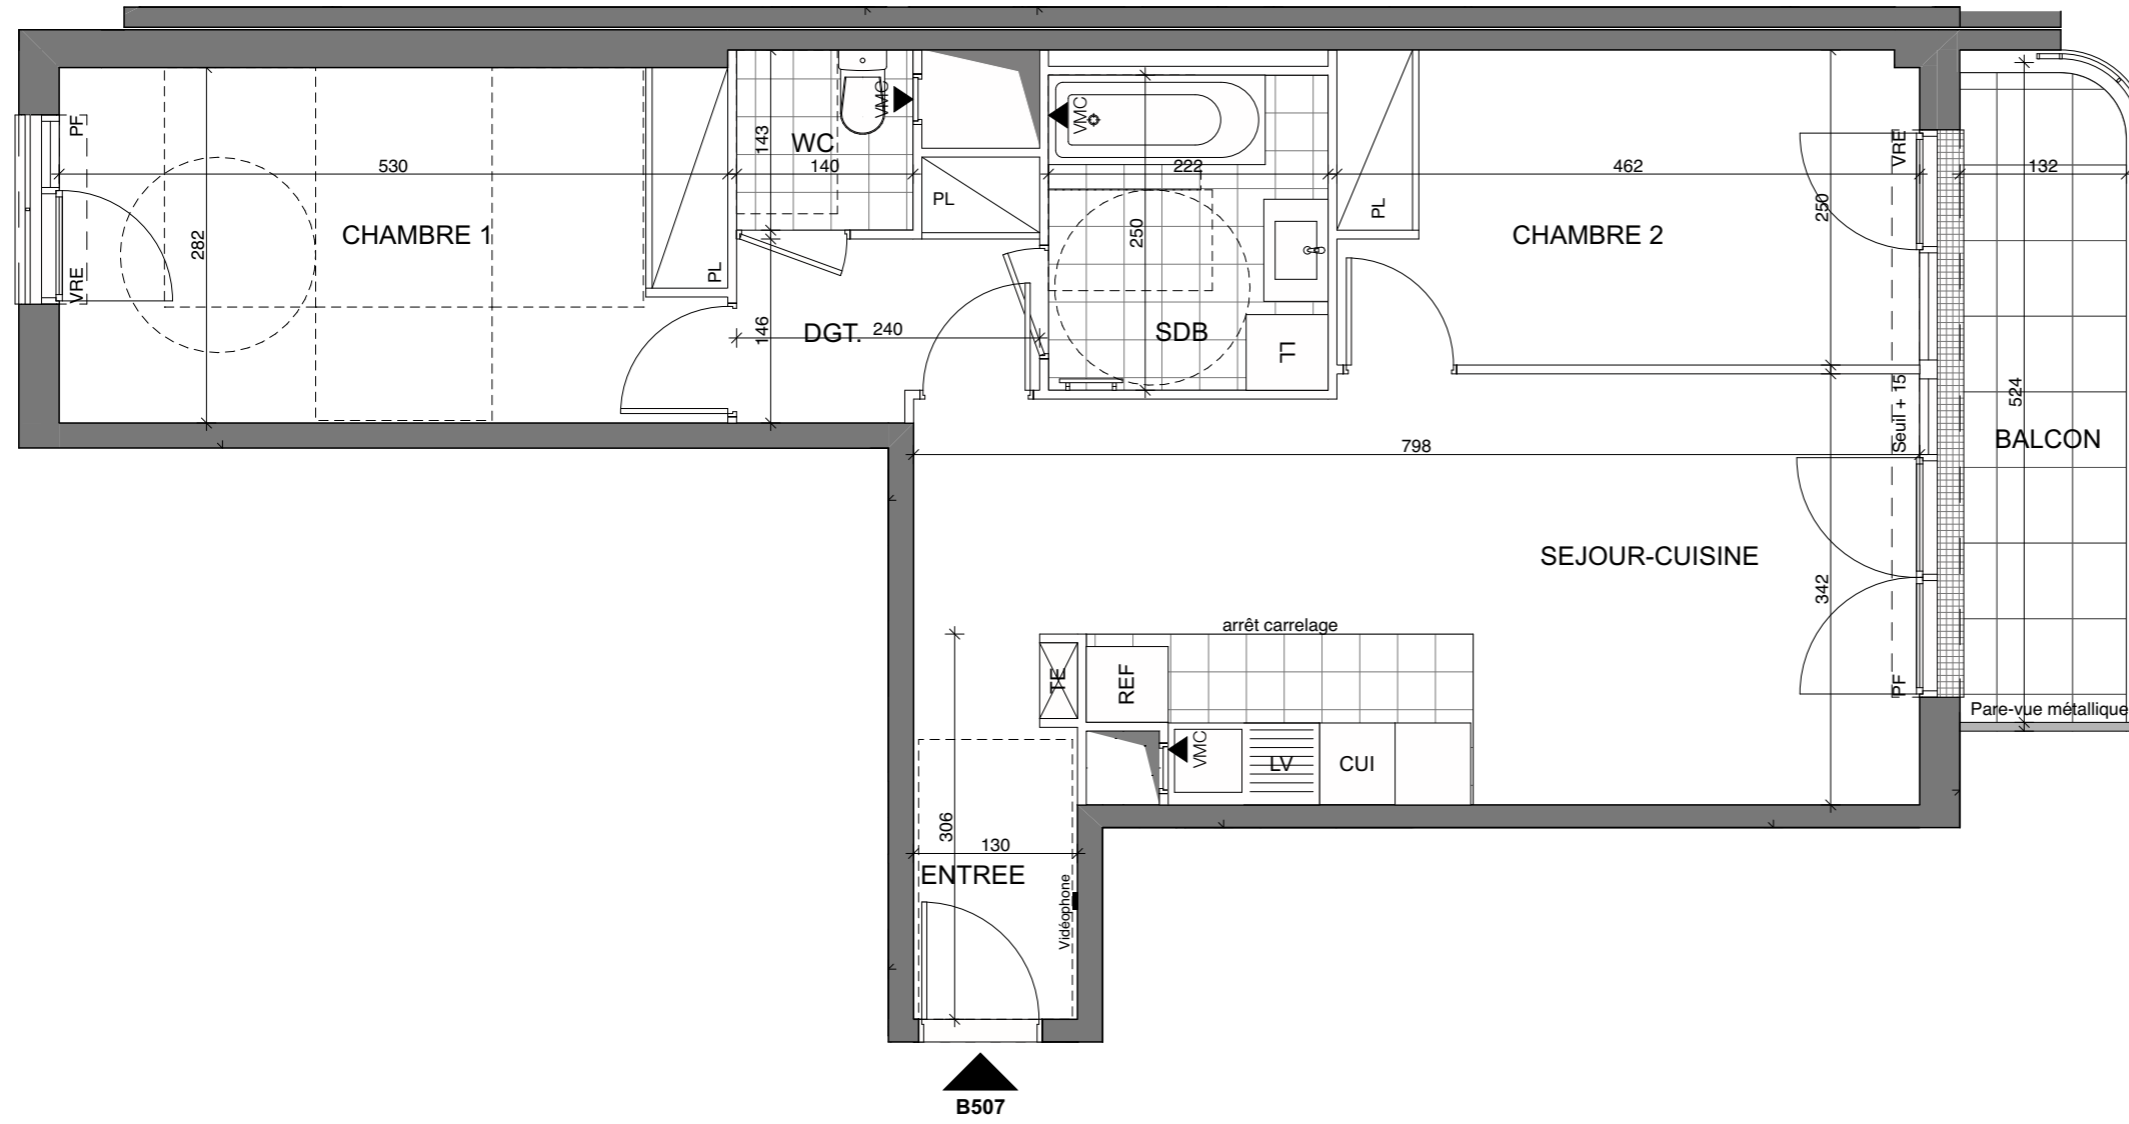 PF
VMC
VMC
VRE
143
WC
530
140
PL
222
PL
462
250
132
282
CHAMBRE 1
250
CHAMBRE 2
PL
VRE
146
DGT.
240
SDB
LL
524
Seuil + 15
BALCON
798
SEJOUR-CUISINE
342
arrêt carrelage
TE
REF
PF
Pare-vue métallique
VMC
LV
CUI
306
130
ENTREE
Vidéophone
B507